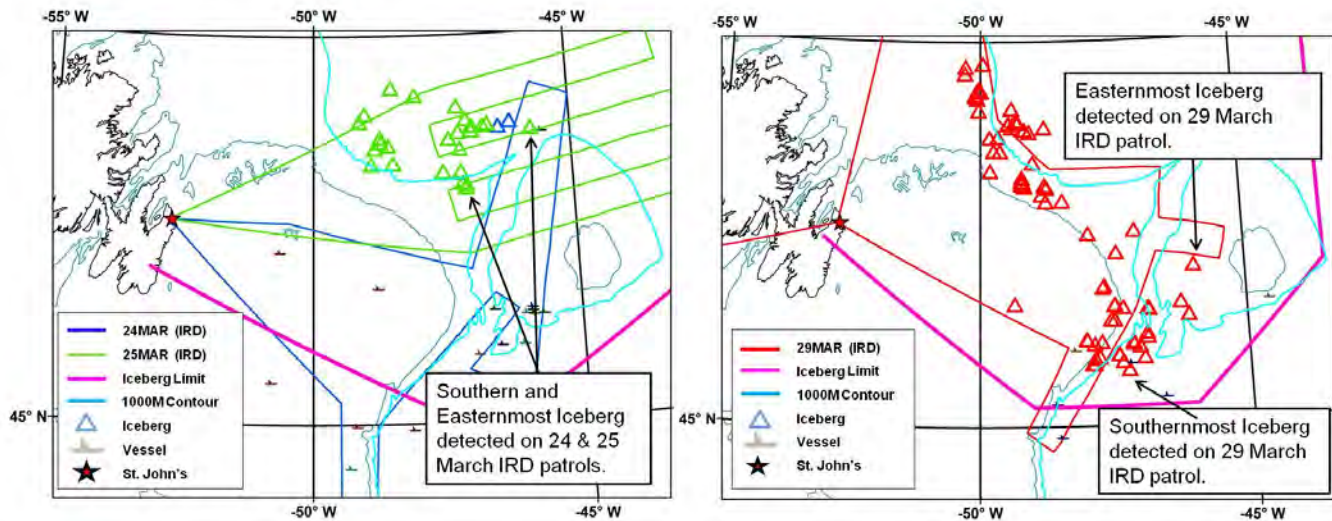 -55° W
-50° W
-45° W
24MAR (IRD)
25MAR (IRD)
Iceberg Limit
1000M Contour
Iceberg
Vessel
St. John's
Southern and
Easternmost Iceberg
detected on 24 & 25
March IRD patrols.
45° N
-50° W
-45° W
-55° W
-50° W
-45° W
Easternmost Iceberg
detected on 29 March
IRD patrol.
29MAR (IRD)
Iceberg Limit
1000M Contour
Iceberg
Vessel
St. John's
Southernmost Iceberg
detected on 29 March
IRD patrol.
45° N
-50° W
-45° W